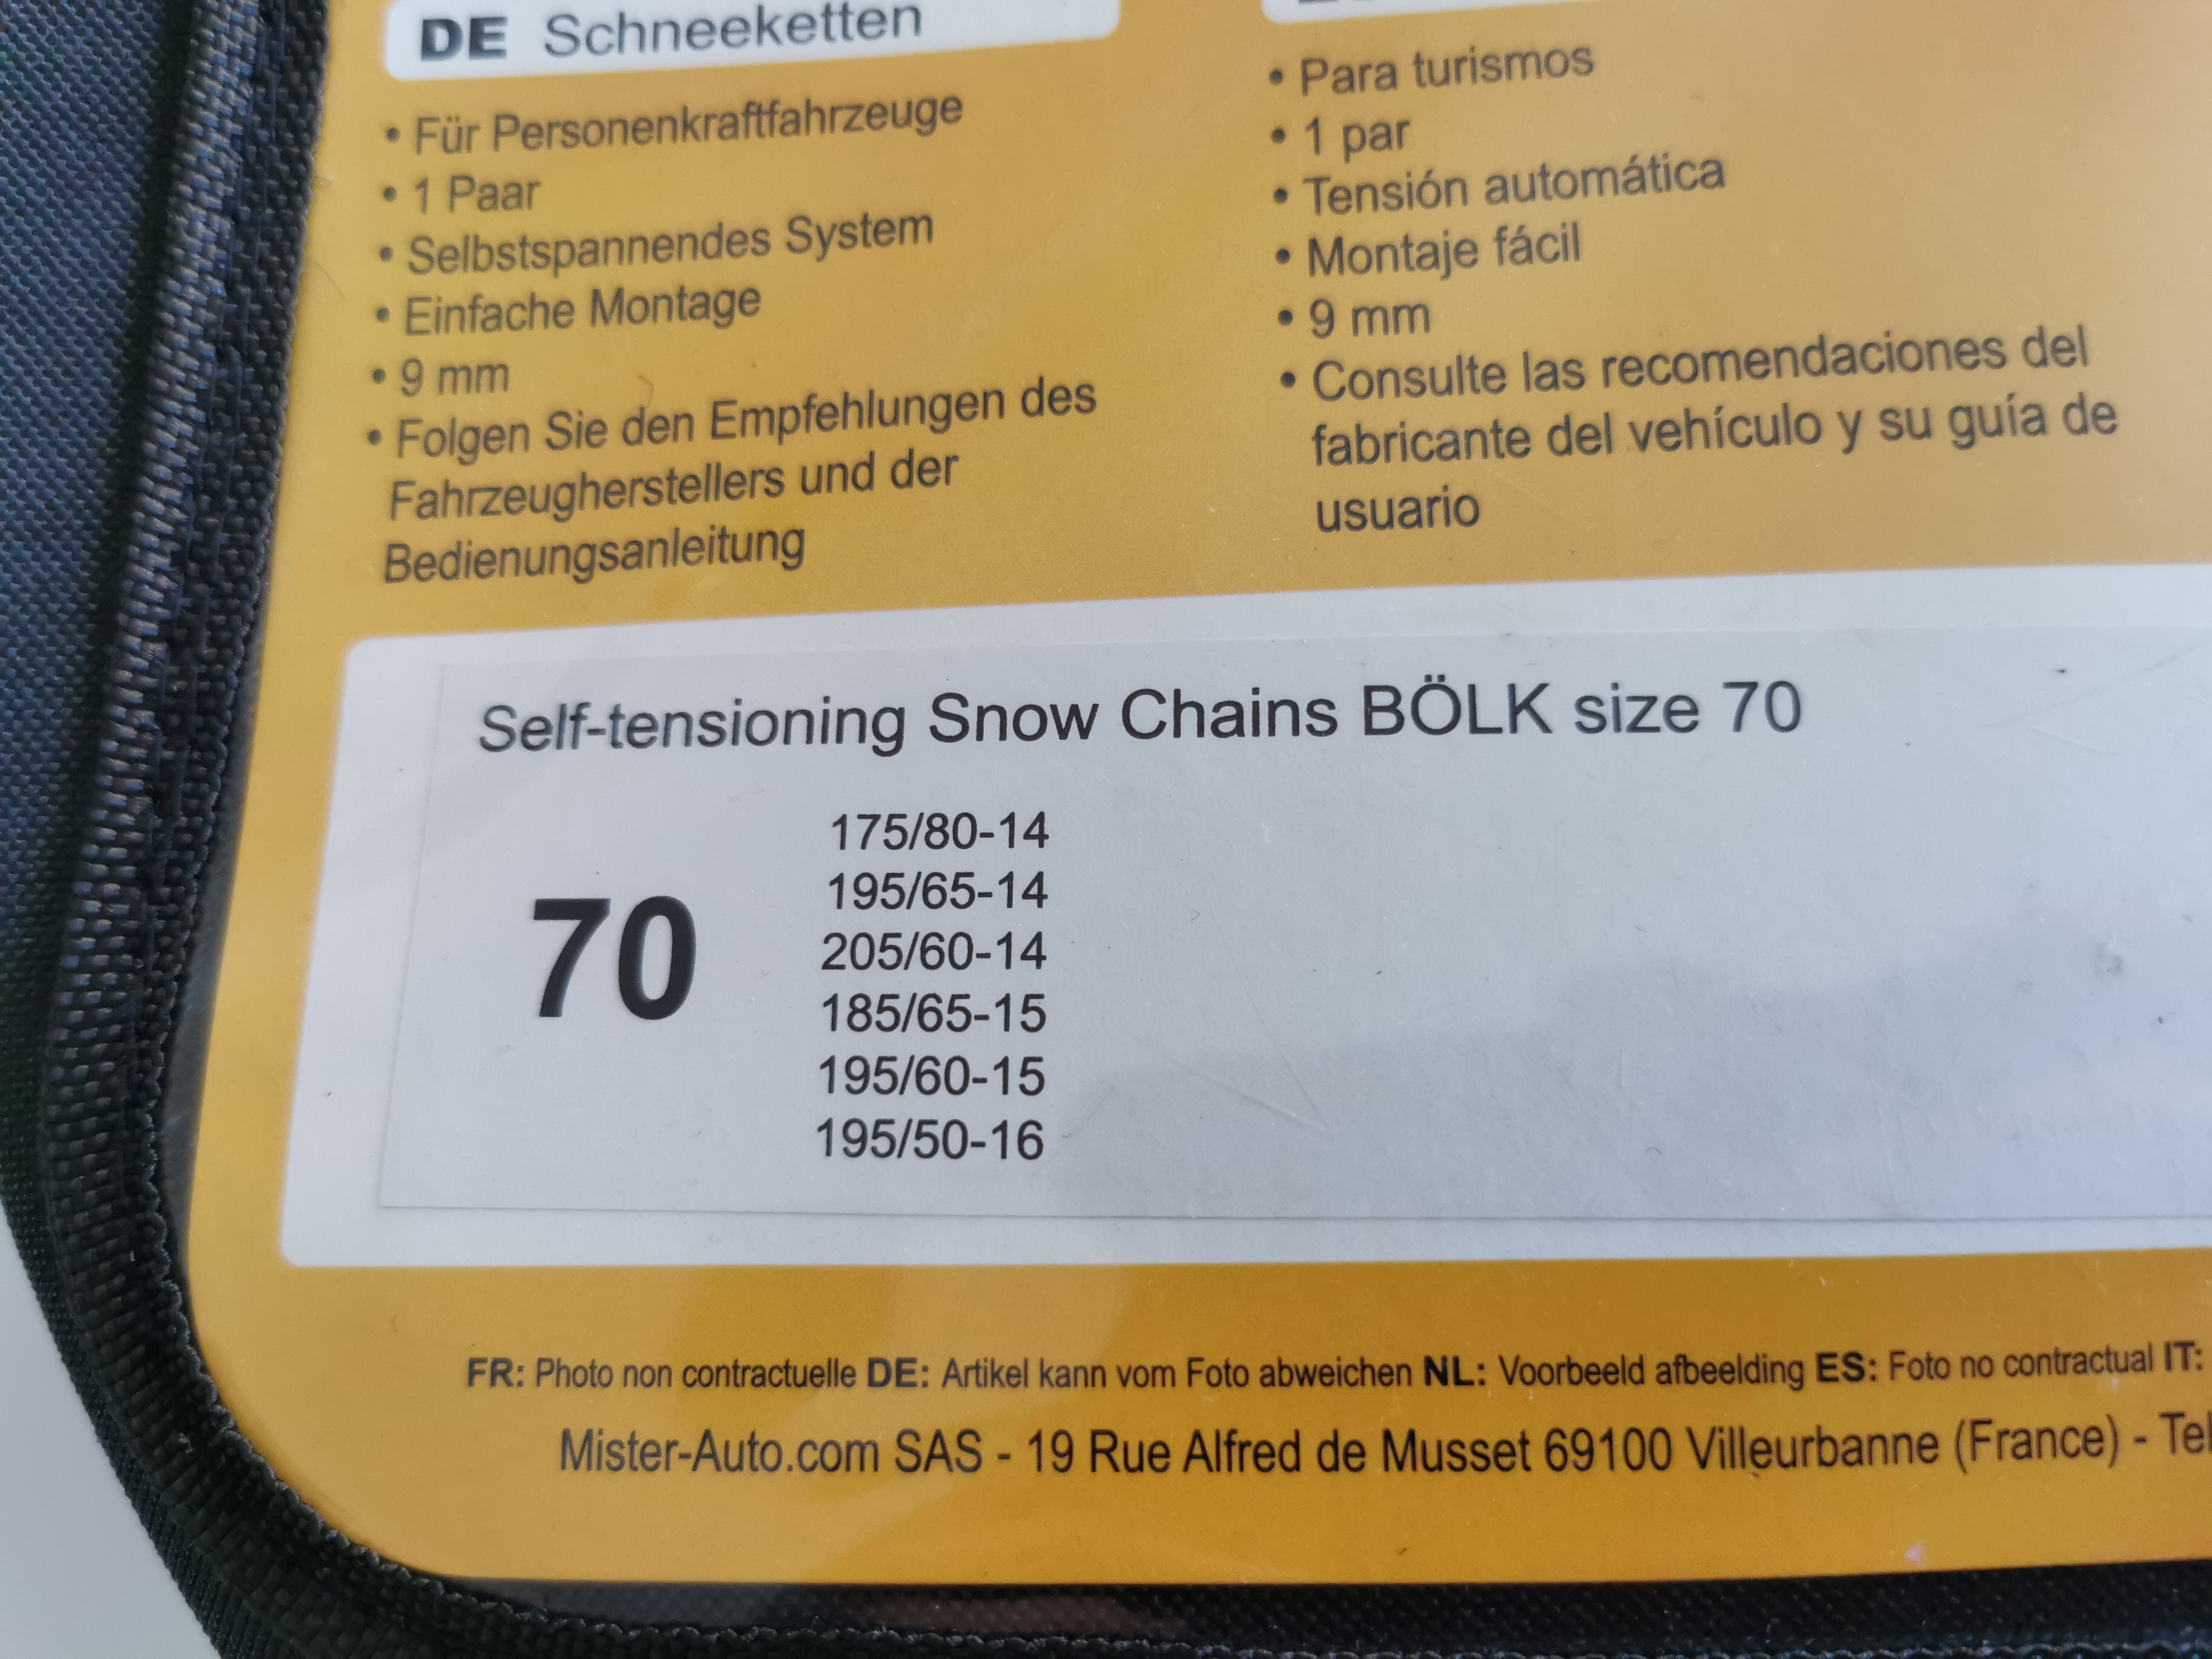 DE Schneeketten
• Für Personenkraftfahrzeuge
• 1 Paar
• Selbstspannendes System
• Einfache Montage
• 9 mm
• Folgen Sie den Empfehlungen des
Fahrzeugherstellers und der
Bedienungsanleitung
• Para turismos
• 1 par
• Tensión automática
• Montaje fácil
• 9 mm
• Consulte las recomendaciones del
fabricante del vehículo y su guía de
usuario
Self-tensioning Snow Chains BÖLK size 70
70
175/80-14
195/65-14
205/60-14
185/65-15
195/60-15
195/50-16
FR: Photo non contractuelle DE: Artikel kann vom Foto abweichen NL: Voorbeeld afbeelding ES: Foto no contractual IT:
Mister-Auto.com SAS - 19 Rue Alfred de Musset 69100 Villeurbanne (France) - Tel